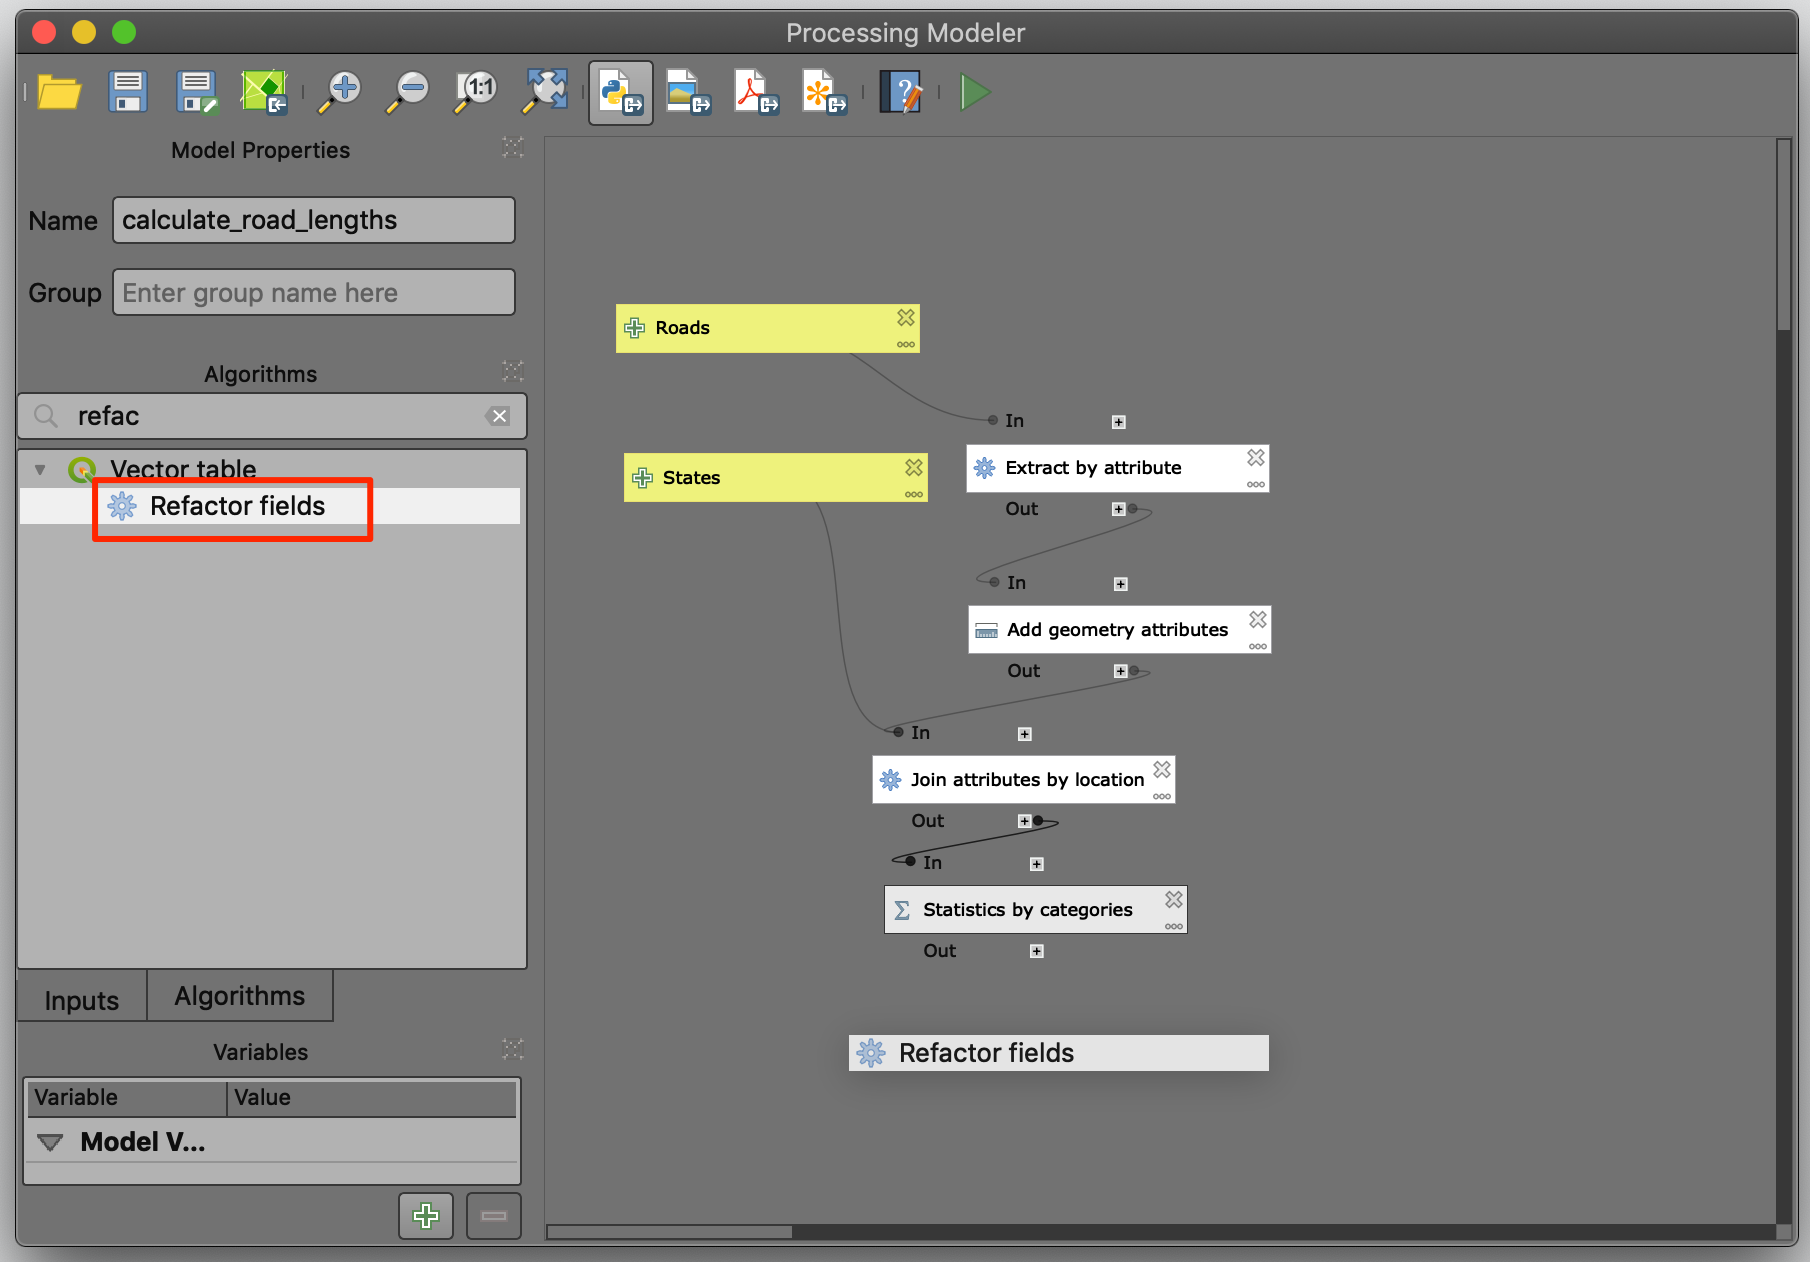 Processing Modeler
1:1
?
Model Properties
Name calculate_road_lengths
Group Enter group name here
Algorithms
refac
Vector table
Refactor fields
Inputs Algorithms
Variables
Variable Value
Model V...
Roads
In
States
Extract by attribute
Out
In
Add geometry attributes
Out
In
Join attributes by location
Out
In
Σ Statistics by categories
Out
Refactor fields